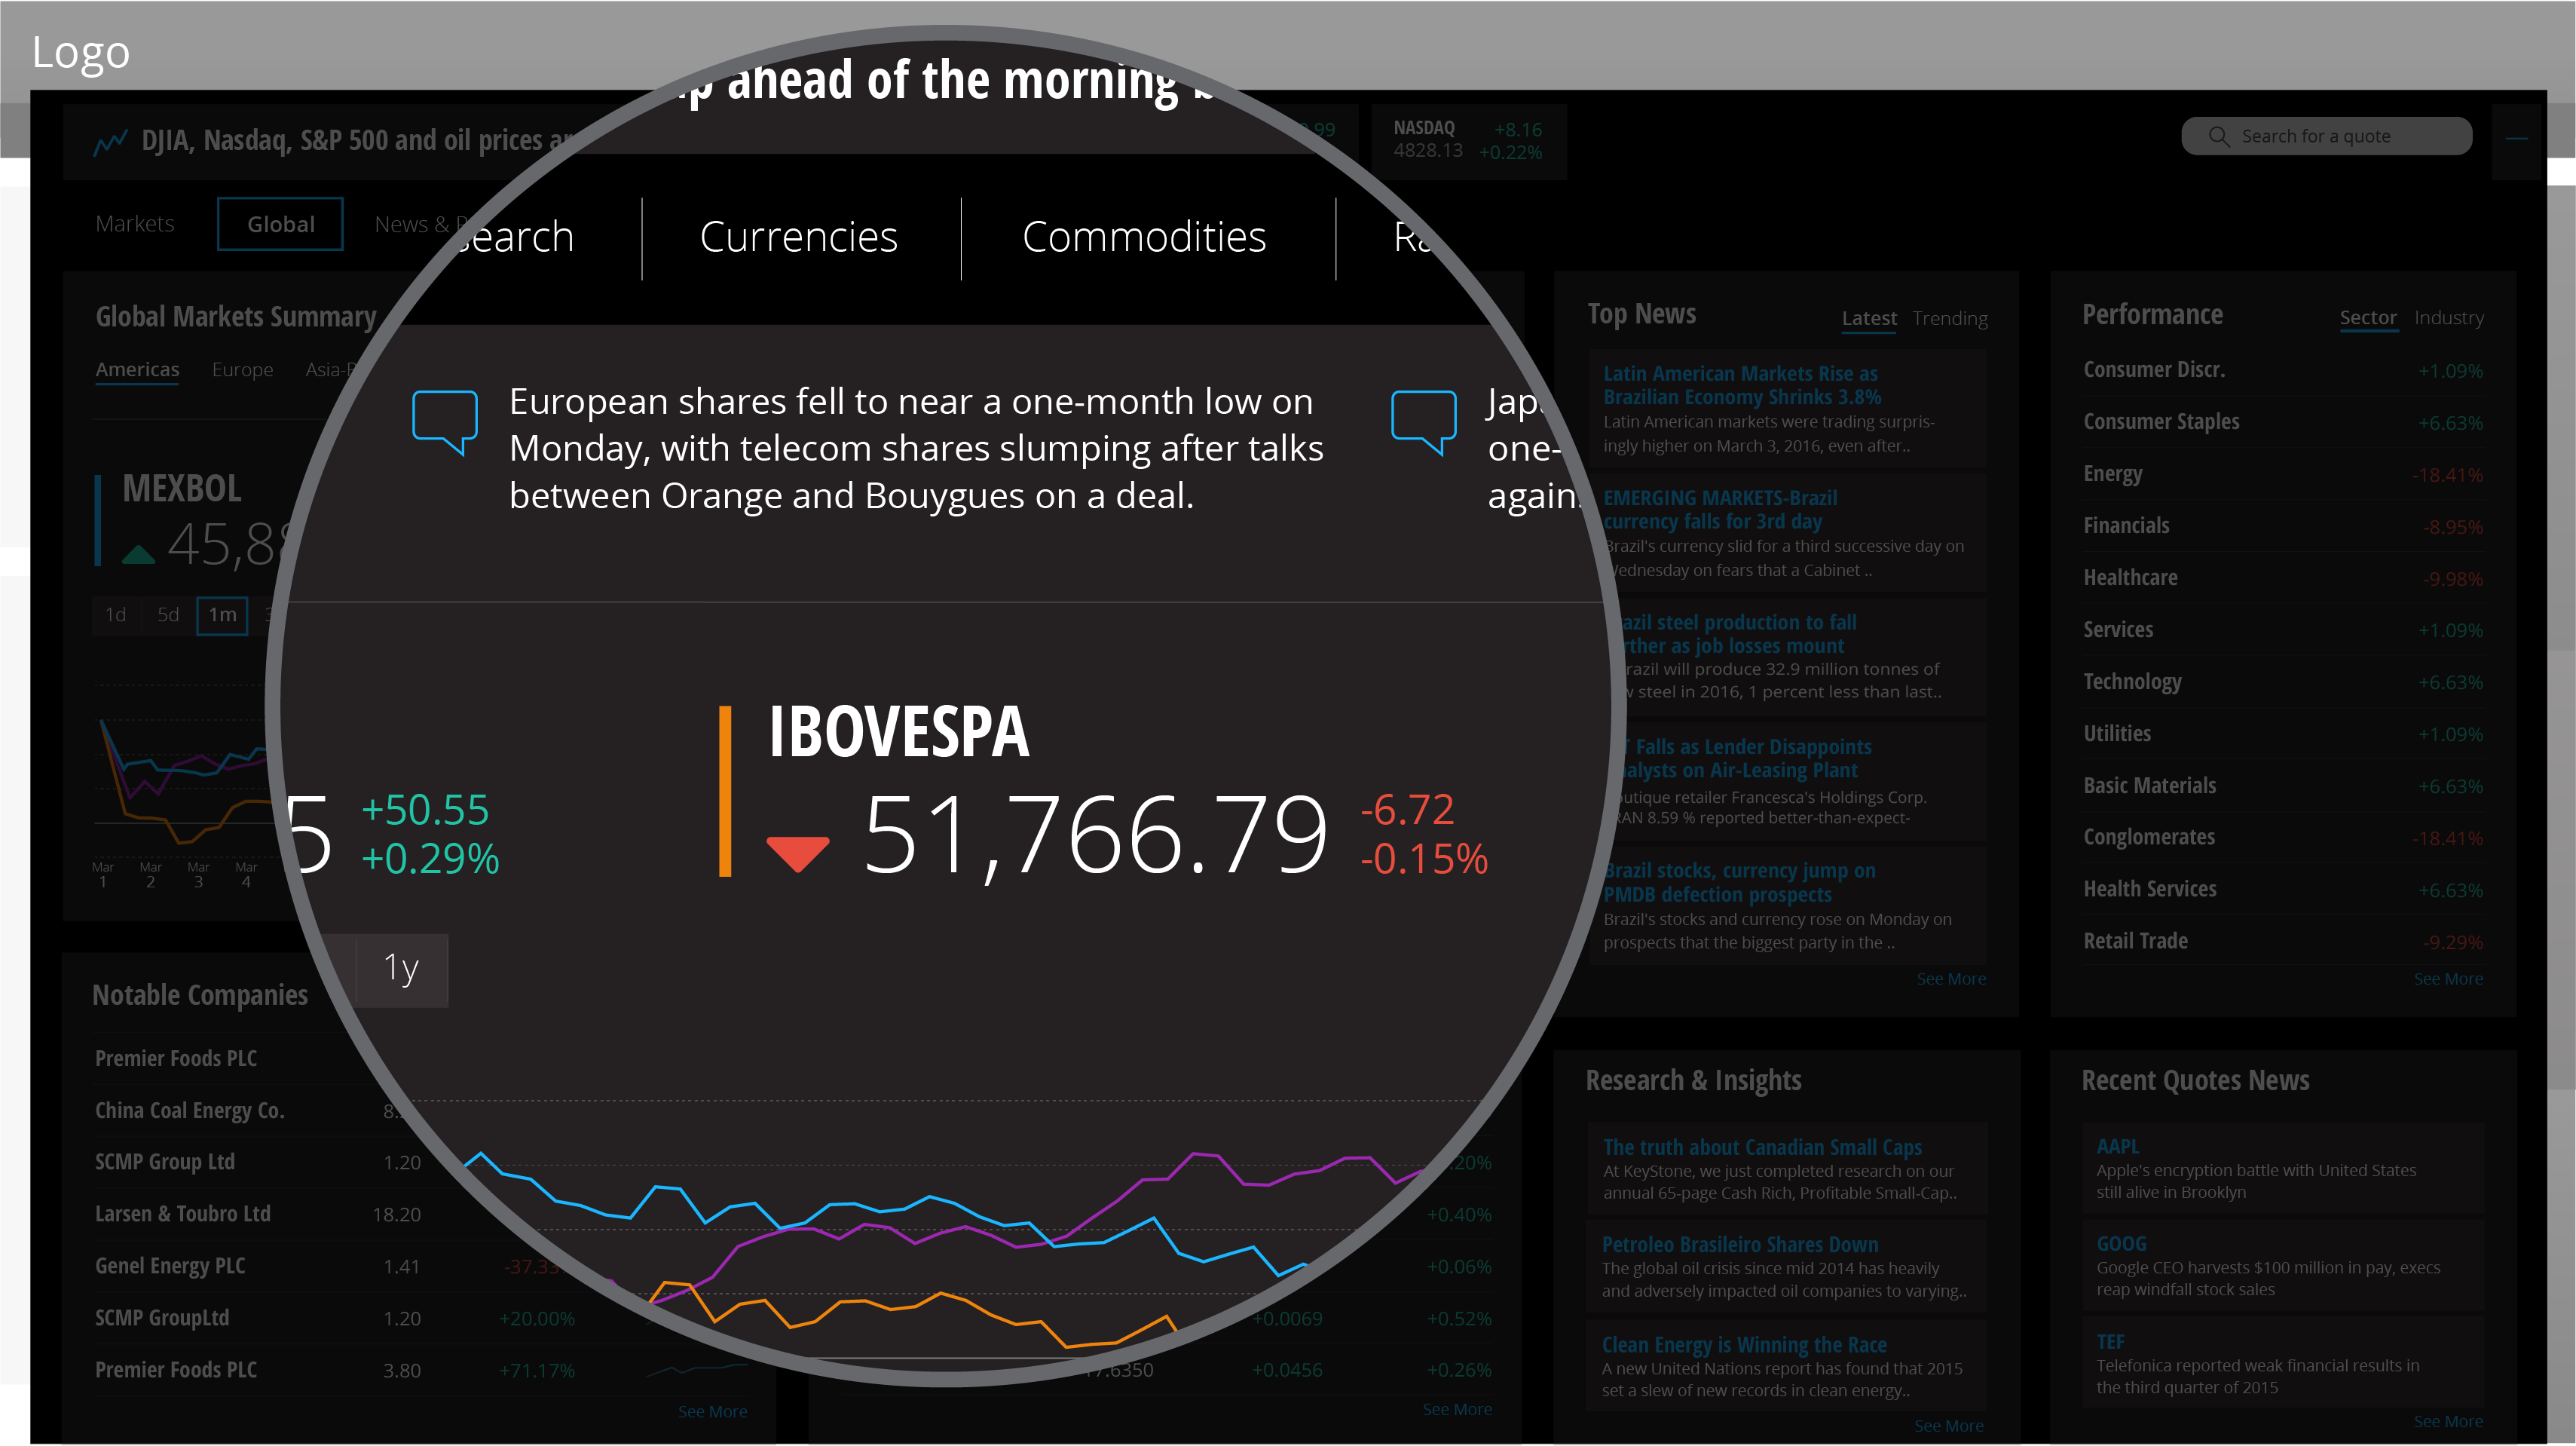 Logo
DJIA, Nasdaq, S&P 500 and oil prices
ahead of the morning
NASDAQ
4828.13
+8.16
+0.22%
Search for a quote
Markets
Global
News &
Currencies
Commodities
Global Markets Summary
Americas
Europe
MEXBOL
1d
5d
1m
Mar 1
Mar 2
Mar 3
Mar 4
European shares fell to near a one-month low on
Monday, with telecom shares slumping after talks
between Orange and Bouygues on a deal.
one-
+50.55
+0.29%
IBOVESPA
51,766.79
-6.72
-0.15%
1y
Top News
Latest
Trending
Latin American Markets Rise as
Brazilian Economy Shrinks 3.8%
Latin American markets were trading surpris-
ingly higher on March 3, 2016, even after..
EMERGING MARKETS-Brazil
currency falls for 3rd day
Brazil's currency slid for a third successive day on
Wednesday on fears that a Cabinet ..
steel production to fall
as job losses mount
will produce 32.9 million tonnes of
steel in 2016, 1 percent less than last..
Falls as Lender Disappoints
on Air-Leasing Plant
retailer Francesca's Holdings Corp.
8.59 % reported better-than-expect-
Brazil stocks, currency jump on
PMDB defection prospects
Brazil's stocks and currency rose on Monday on
prospects that the biggest party in the ..
See More
Performance
Sector
Industry
Consumer Discr. +1.09%
Consumer Staples +6.63%
Energy -18.41%
Financials -8.95%
Healthcare -9.98%
Services +1.09%
Technology +6.63%
Utilities +1.09%
Basic Materials +6.63%
Conglomerates -18.41%
Health Services +6.63%
Retail Trade -9.29%
See More
Notable Companies
Premier Foods PLC
China Coal Energy Co.
SCMP Group Ltd 1.20
Larsen & Toubro Ltd 18.20
Genel Energy PLC 1.41 -37.33
SCMP GroupLtd 1.20 +20.00%
Premier Foods PLC 3.80 +71.17%
See More
+0.40%
+0.06%
+0.0069 +0.52%
+0.0456 +0.26%
See More
Research & Insights
The truth about Canadian Small Caps
At KeyStone, we just completed research on our
annual 65-page Cash Rich, Profitable Small-Cap..
Petroleo Brasileiro Shares Down
The global oil crisis since mid 2014 has heavily
and adversely impacted oil companies to varying..
Clean Energy is Winning the Race
A new United Nations report has found that 2015
set a slew of new records in clean energy..
See More
Recent Quotes News
AAPL
Apple's encryption battle with United States
still alive in Brooklyn
GOOG
Google CEO harvests $100 million in pay, execs
reap windfall stock sales
TEF
Telefonica reported weak financial results in
the third quarter of 2015
See More